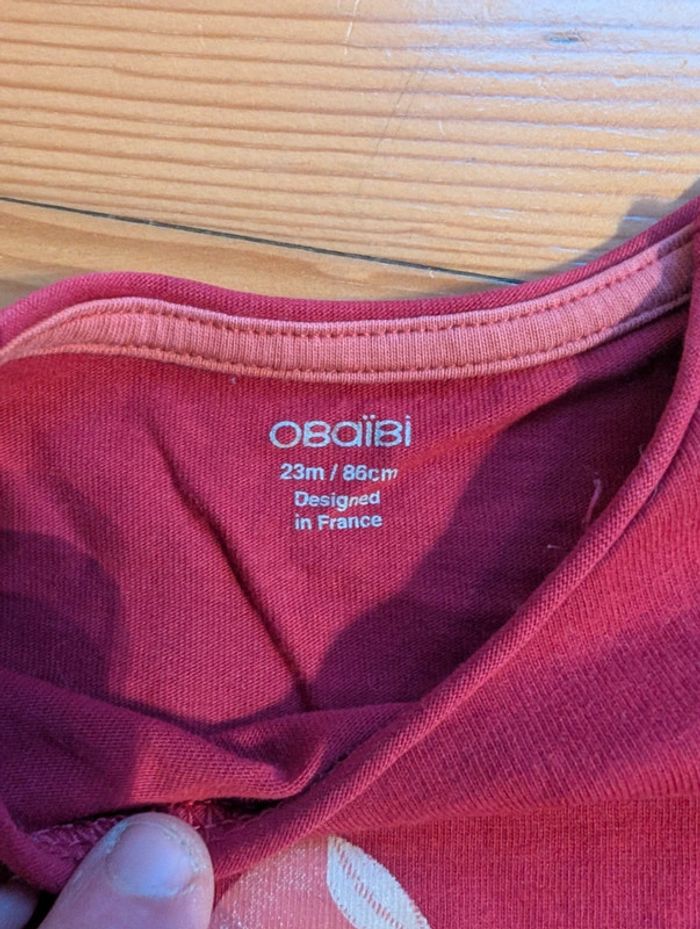 OBaïBi
23m / 86cm
Designed
in France